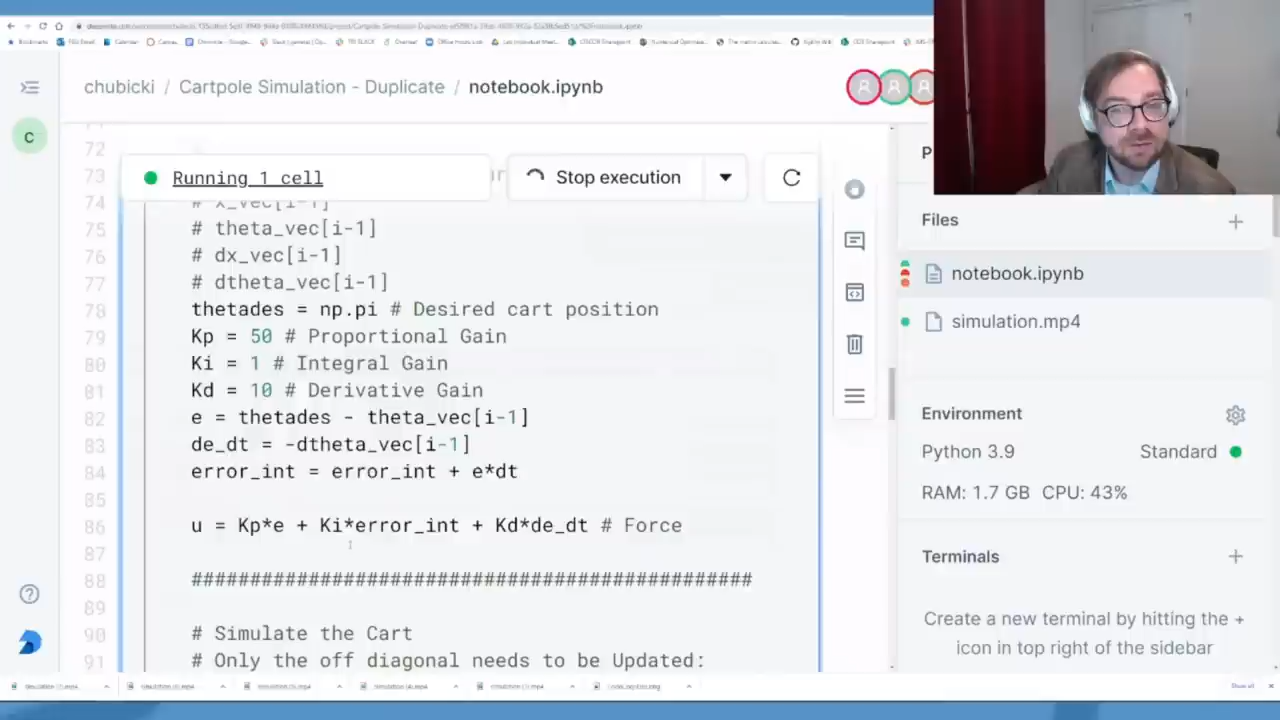 chubicki / Cartpole Simulation - Duplicate / notebook.ipynb
72
73
Running 1 cell
Stop execution
74 # x_vec[i-1]
75 # theta_vec[i-1]
76 # dx_vec[i-1]
77 # dtheta_vec[i-1]
78 thetades = np.pi # Desired cart position
79 Kp = 50 # Proportional Gain
80 Ki = 1 # Integral Gain
81 Kd = 10 # Derivative Gain
82 e = thetades - theta_vec[i-1]
83 de_dt = -dtheta_vec[i-1]
84 error_int = error_int + e*dt
85
86 u = Kp*e + Ki*error_int + Kd*de_dt # Force
87
88 ################################################
89
90 # Simulate the Cart
91 # Only the off diagonal needs to be Updated:
C
P
Files
notebook.ipynb
simulation.mp4
Environment
Python 3.9 Standard
RAM: 1.7 GB CPU: 43%
Terminals
Create a new terminal by hitting the +
icon in top right of the sidebar
Show all